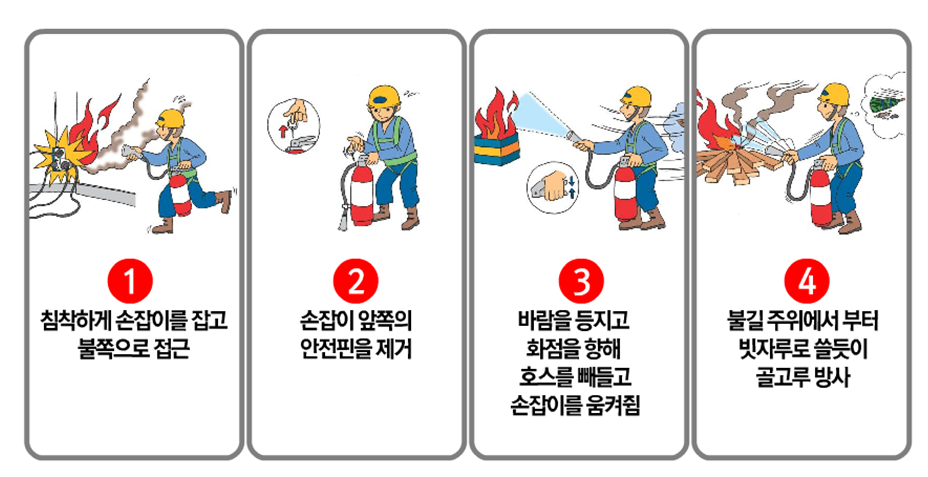 1
침착하게 손잡이를 잡고
불쪽으로 접근
2
손잡이 앞쪽의
안전핀을 제거
3
바람을 등지고
화점을 향해
호스를 빼들고
손잡이를 움켜쥠
4
불길 주위에서 부터
빗자루로 쓸듯이
골고루 방사